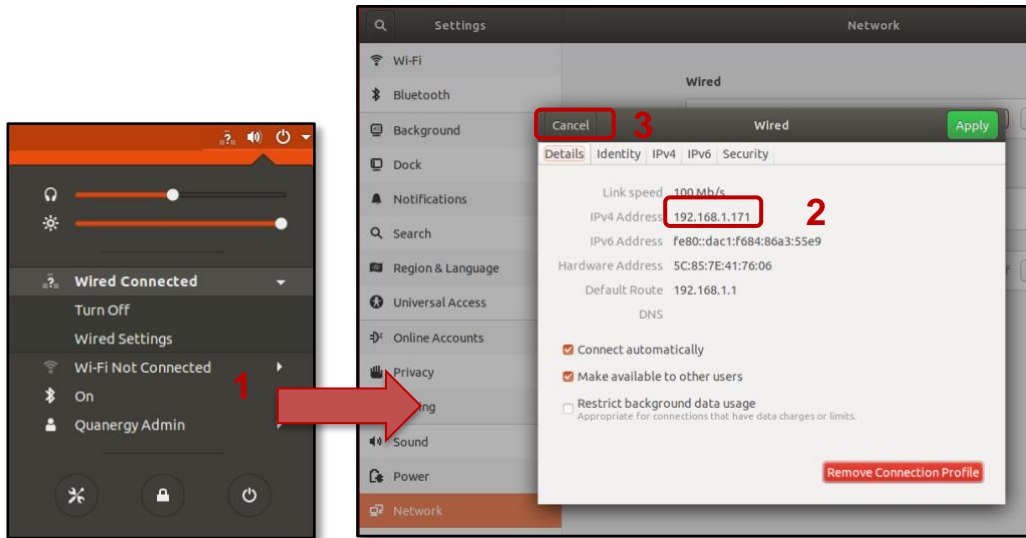 Wired Connected
Turn Off
Wired Settings
Wi-Fi Not Connected
On
Quanergy Admin
1
Settings
Network
Wi-Fi
Bluetooth
Background
Dock
Notifications
Search
Region & Language
Universal Access
Online Accounts
Privacy
ng
Sound
Power
Network
Wired
Cancel
3
Wired
Apply
Details Identity IPv4 IPv6 Security
Link speed 100 Mb/s
IPv4 Address 192.168.1.171
2
IPv6 Address fe80::dac1:f684:86a3:55e9
Hardware Address 5C:85:7E:41:76:06
Default Route 192.168.1.1
DNS
Connect automatically
Make available to other users
Restrict background data usage
Appropriate for connections that have data charges or limits.
Remove Connection Profile